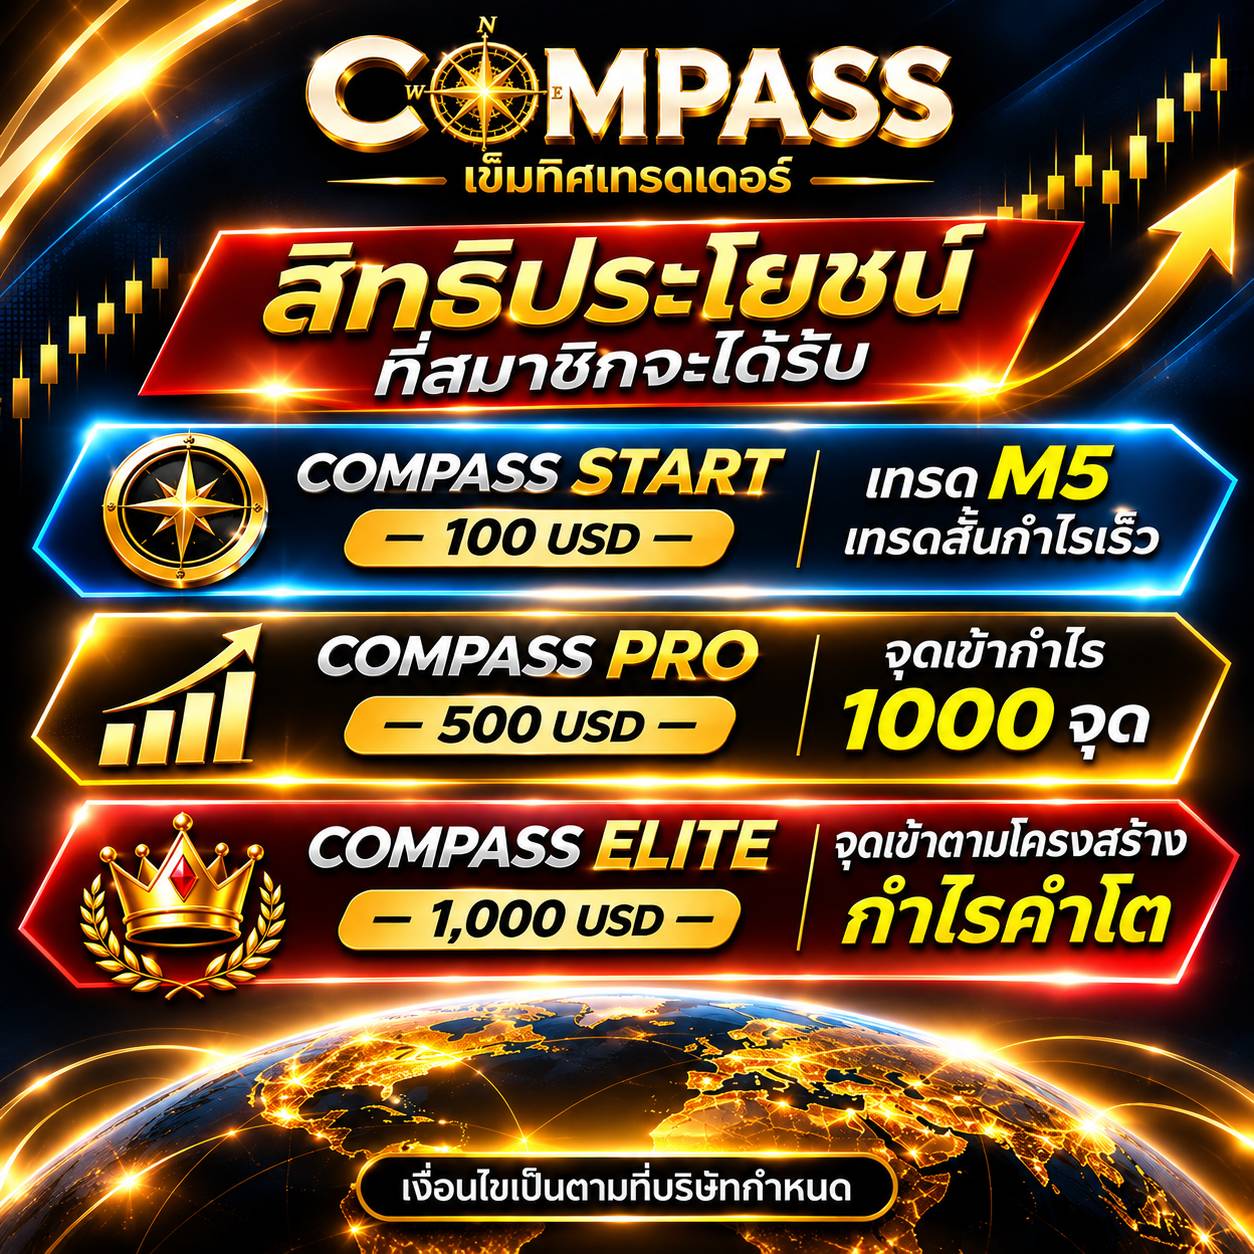 N
COMPASS
W E
เข็มทิศเทรดเดอร์
สิทธิประโยชน์
ที่สมาชิกจะได้รับ
COMPASS START
— 100 USD —
เทรด M5
เทรดสั้นกำไรเร็ว
COMPASS PRO
— 500 USD —
จุดเข้ากำไร
1000 จุด
COMPASS ELITE
— 1,000 USD —
จุดเข้าตามโครงสร้าง
กำไรคำโต
เงื่อนไขเป็นตามที่บริษัทกำหนด